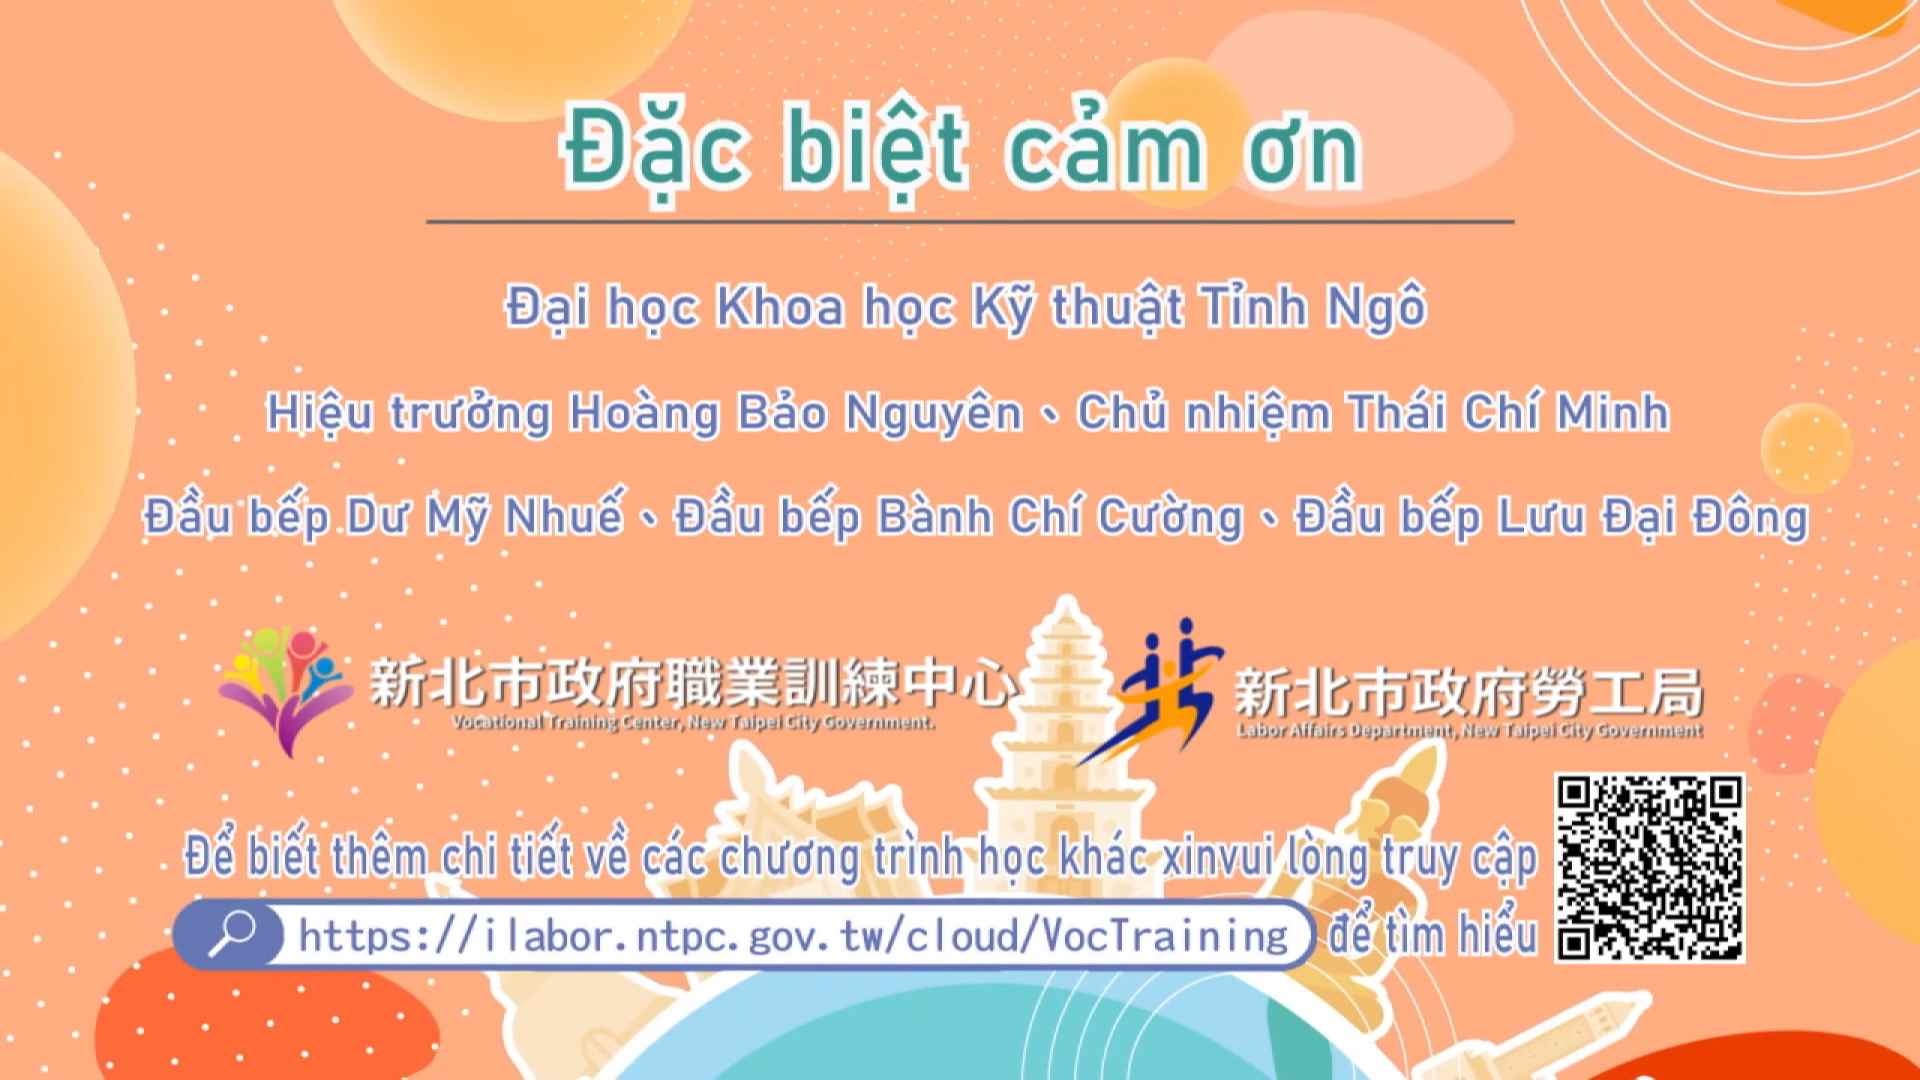 Đặc biệt cảm ơn
Đại học Khoa học Kỹ thuật Tỉnh Ngô
Hiệu trưởng Hoàng Bảo Nguyên、Chủ nhiệm Thái Chí Minh
Đầu bếp Dư Mỹ Nhuế、Đầu bếp Bành Chí Cường、Đầu bếp Lưu Đại Đông
新北市政府職業訓練中心
Vocational Training Center, New Taipei City Government.
新北市政府勞工局
Labor Affairs Department, New Taipei City Government
Để biết thêm chi tiết về các chương trình học khác xinvui lòng truy cập
https://ilabor.ntpc.gov.tw/cloud/VocTraining để tìm hiểu